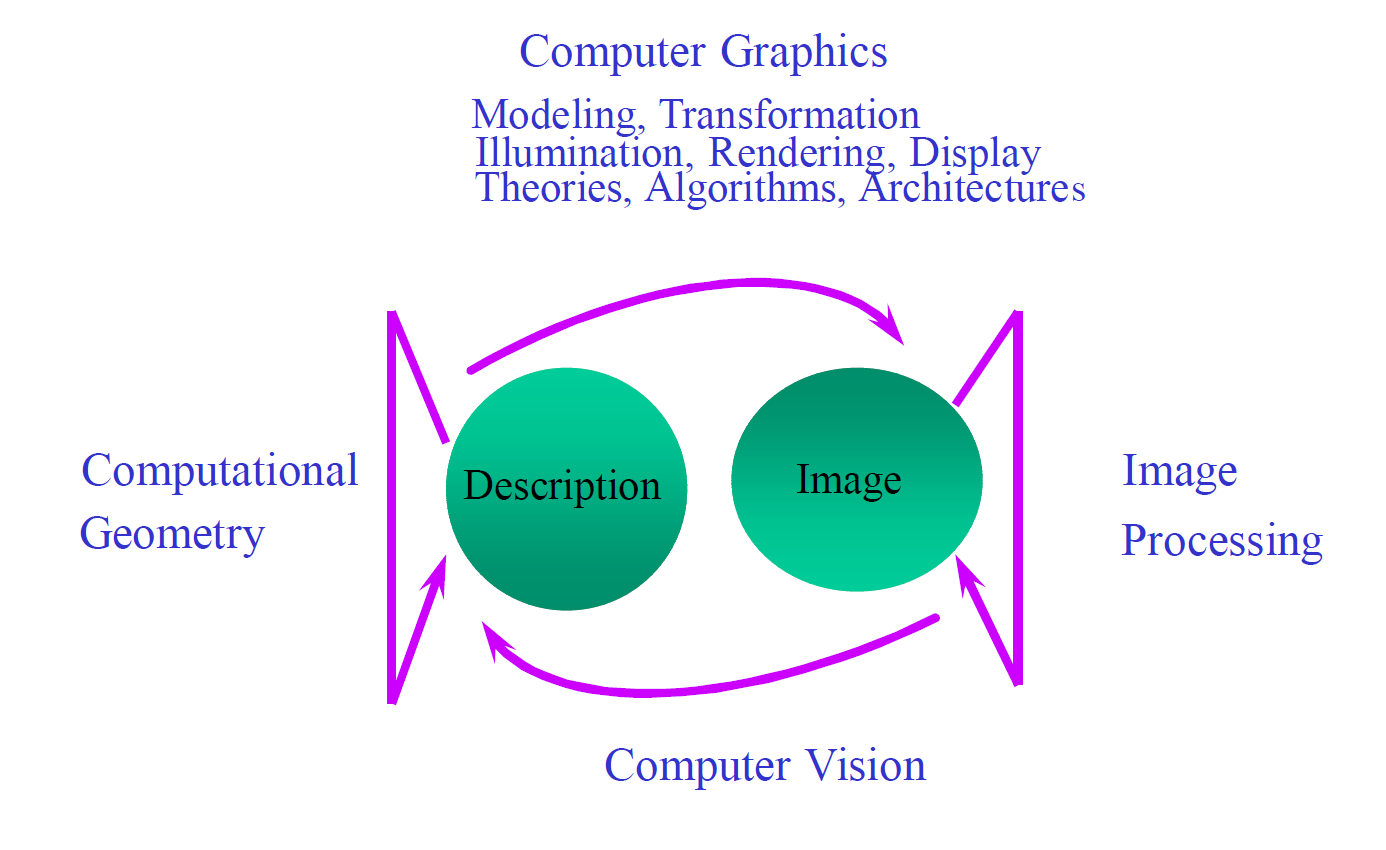 Computer Graphics
Modeling, Transformation
Illumination, Rendering, Display
Theories, Algorithms, Architectures
Computational
Geometry
Description
Image
Image
Processing
Computer Vision